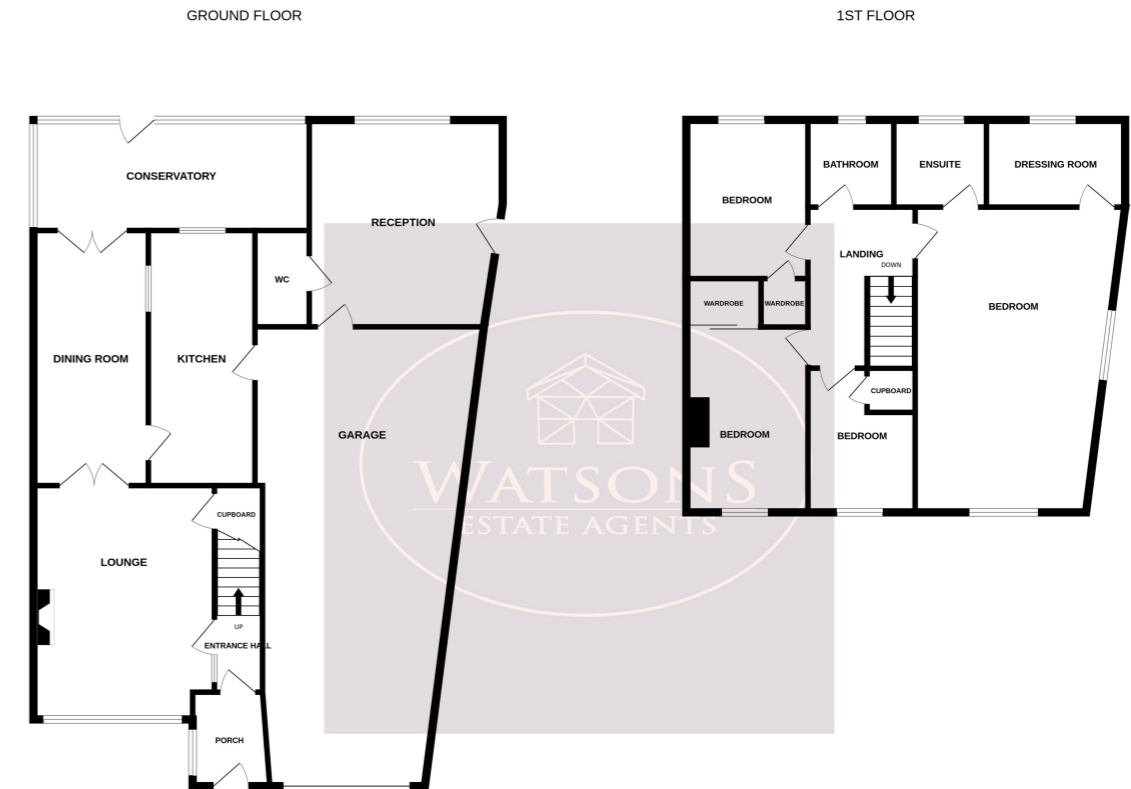 GROUND FLOOR
CONSERVATORY
RECEPTION
WC
DINING ROOM
KITCHEN
GARAGE
CUPBOARD
LOUNGE
UP
ENTRANCE HALL
PORCH
1ST FLOOR
BATHROOM
ENSUITE
DRESSING ROOM
BEDROOM
LANDING
DOWN
WARDROBE
WARDROBE
BEDROOM
CUPBOARD
BEDROOM
BEDROOM
WATSONS
ESTATE AGENTS